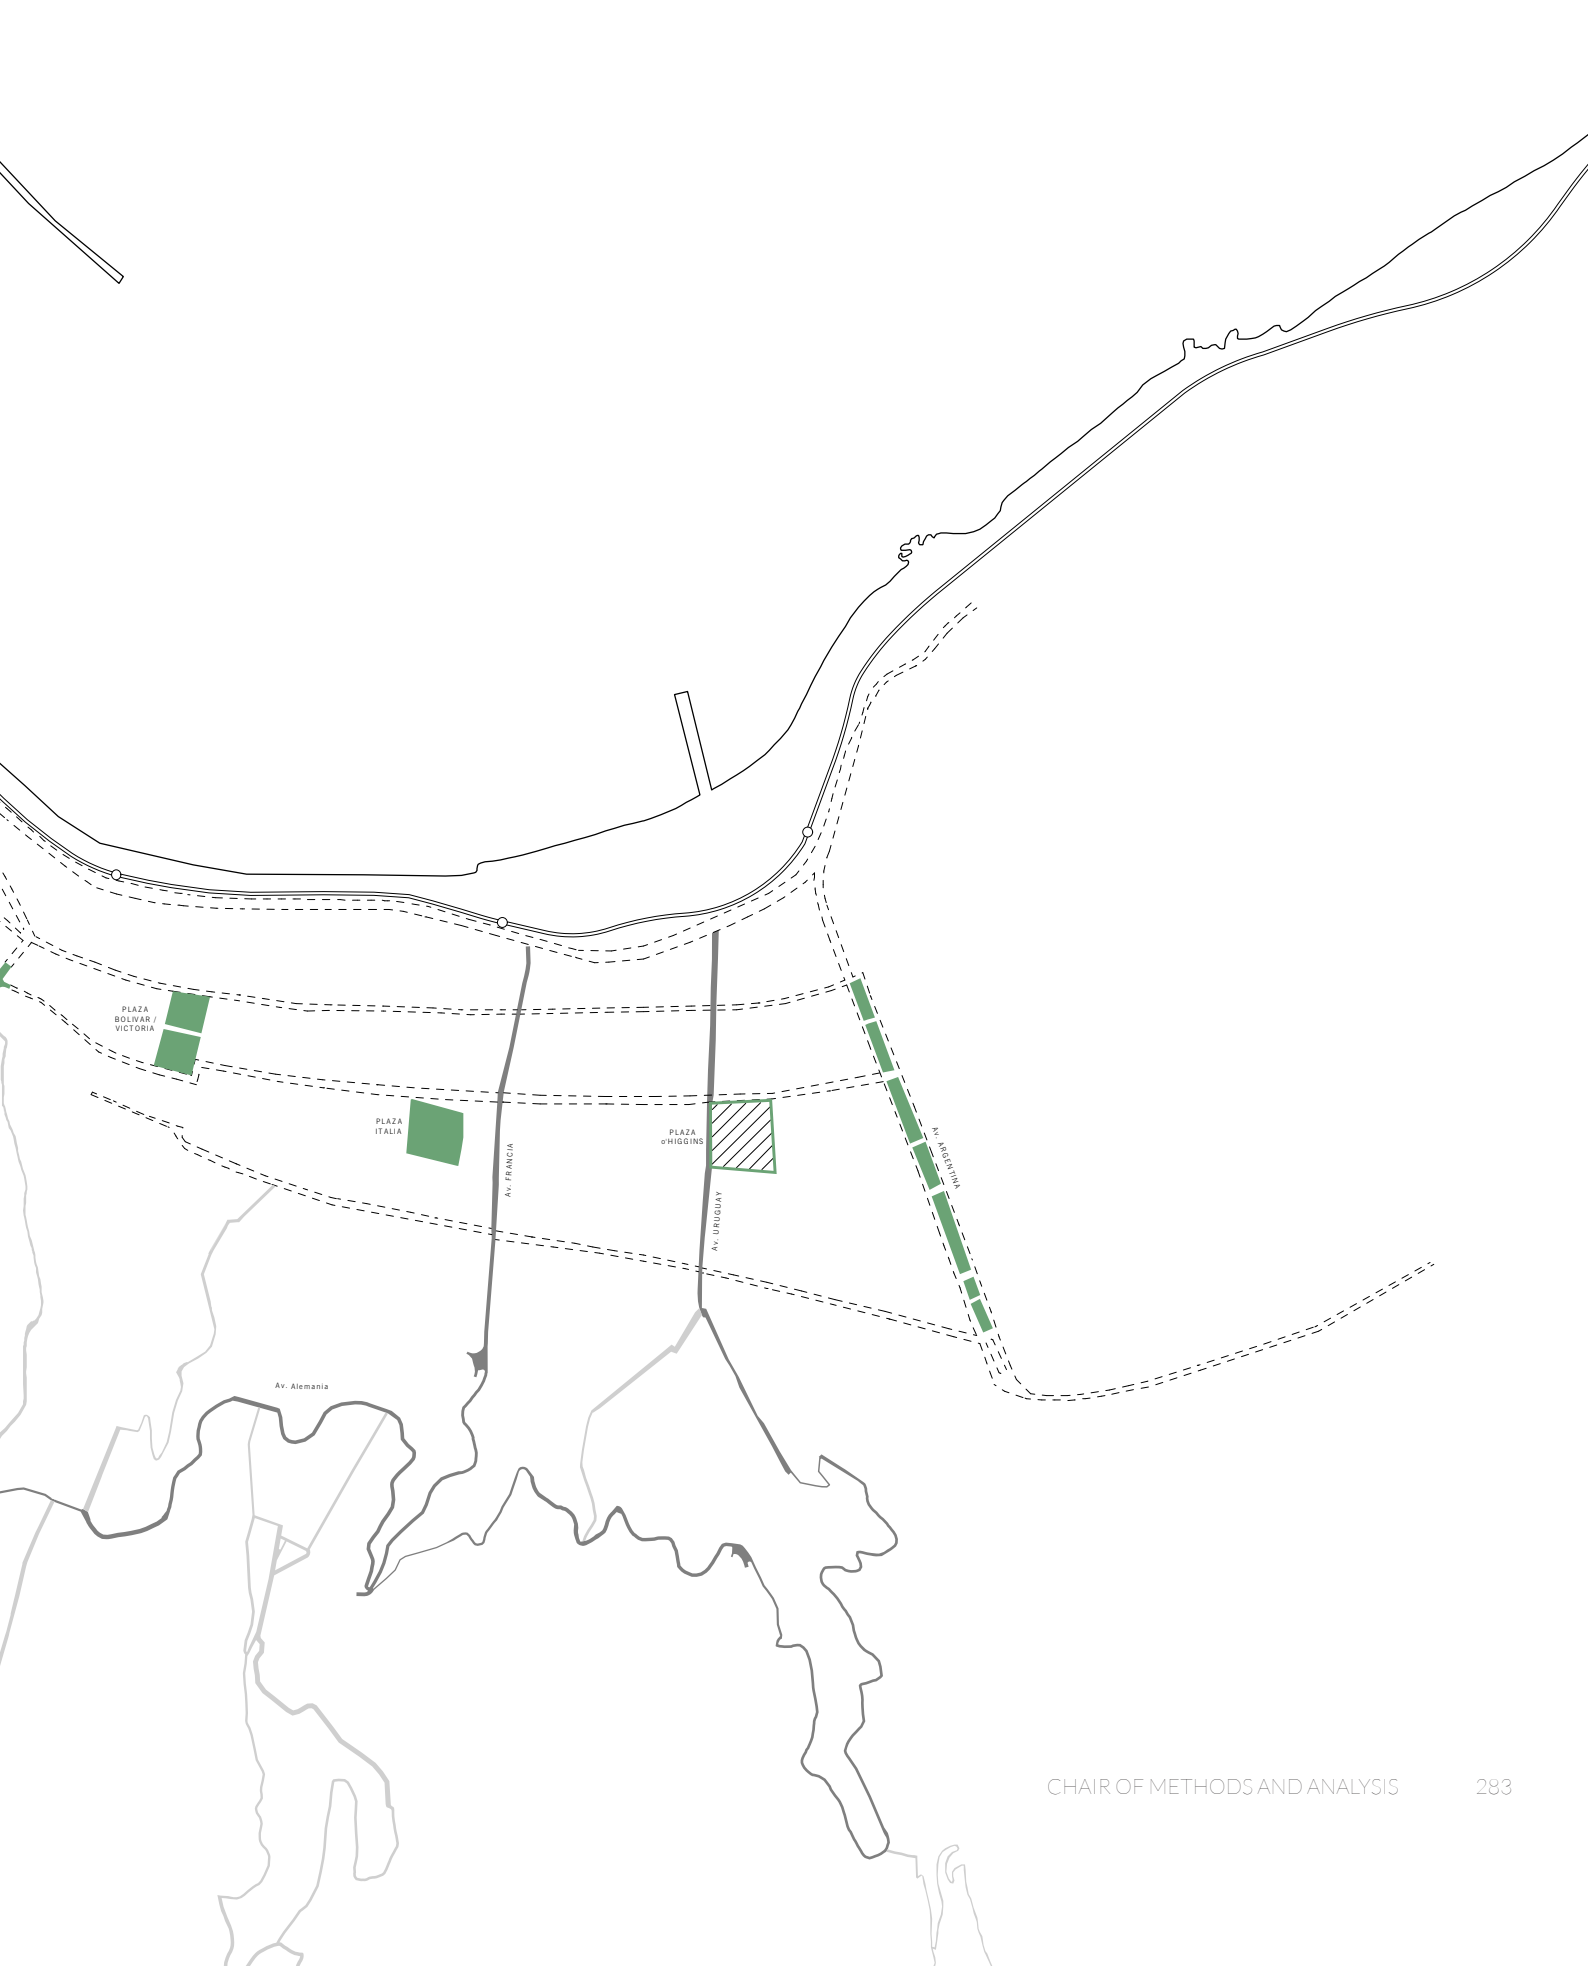 PLAZA
BOLIVAR /
VICTORIA
PLAZA
ITALIA
PLAZA
o'HIGGINS
Av. FRANCIA
Av. URUGUAY
Av. ARGENTINA
Av. Alemania
CHAIR OF METHODS AND ANALYSIS 283